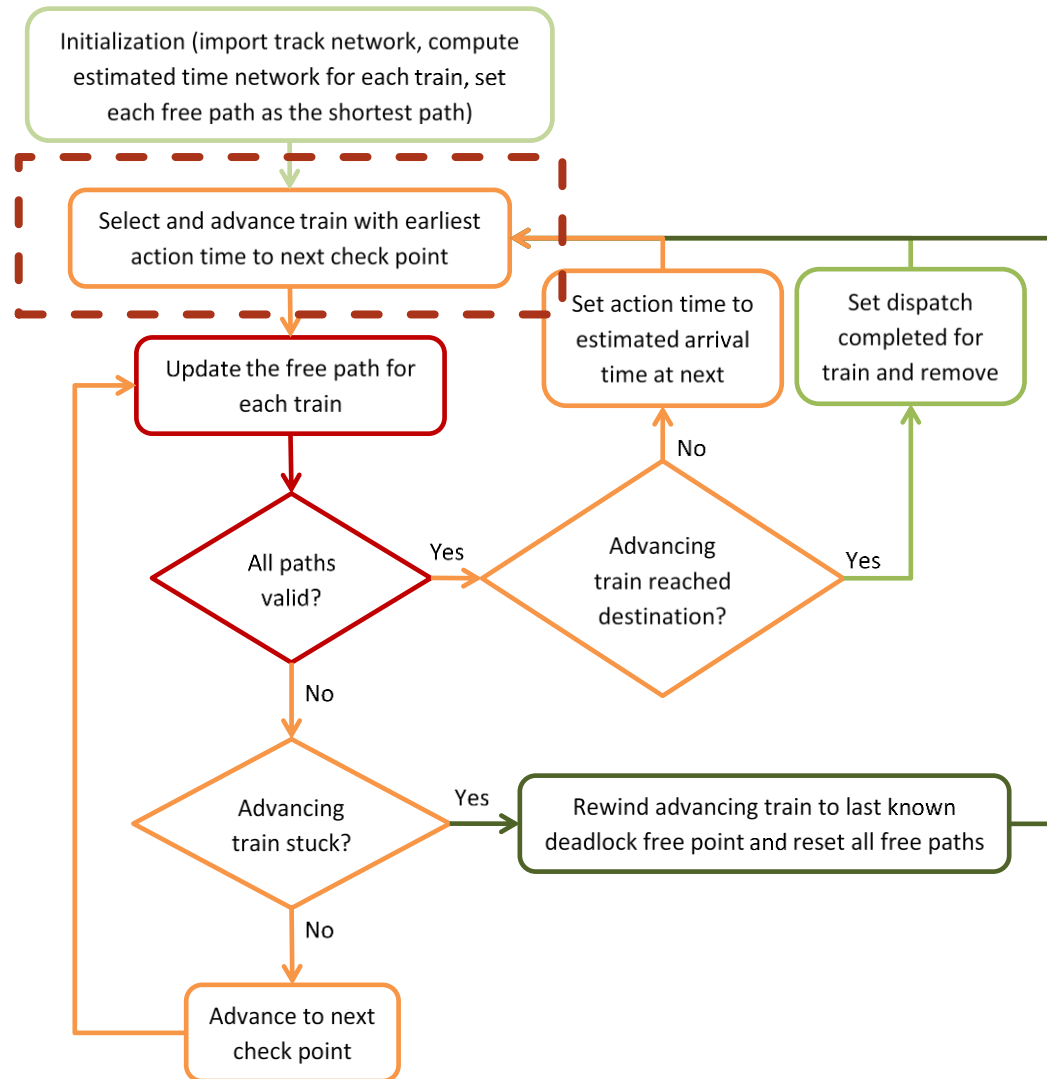 Initialization (import track network, compute
estimated time network for each train, set
each free path as the shortest path)
Select and advance train with earliest
action time to next check point
Set action time to
estimated arrival
time at next
Set dispatch
completed for
train and remove
Update the free path for
each train
No
All paths
valid?
Yes
Advancing
train reached
destination?
Yes
No
Advancing
train stuck?
Yes
Rewind advancing train to last known
deadlock free point and reset all free paths
No
Advance to next
check point